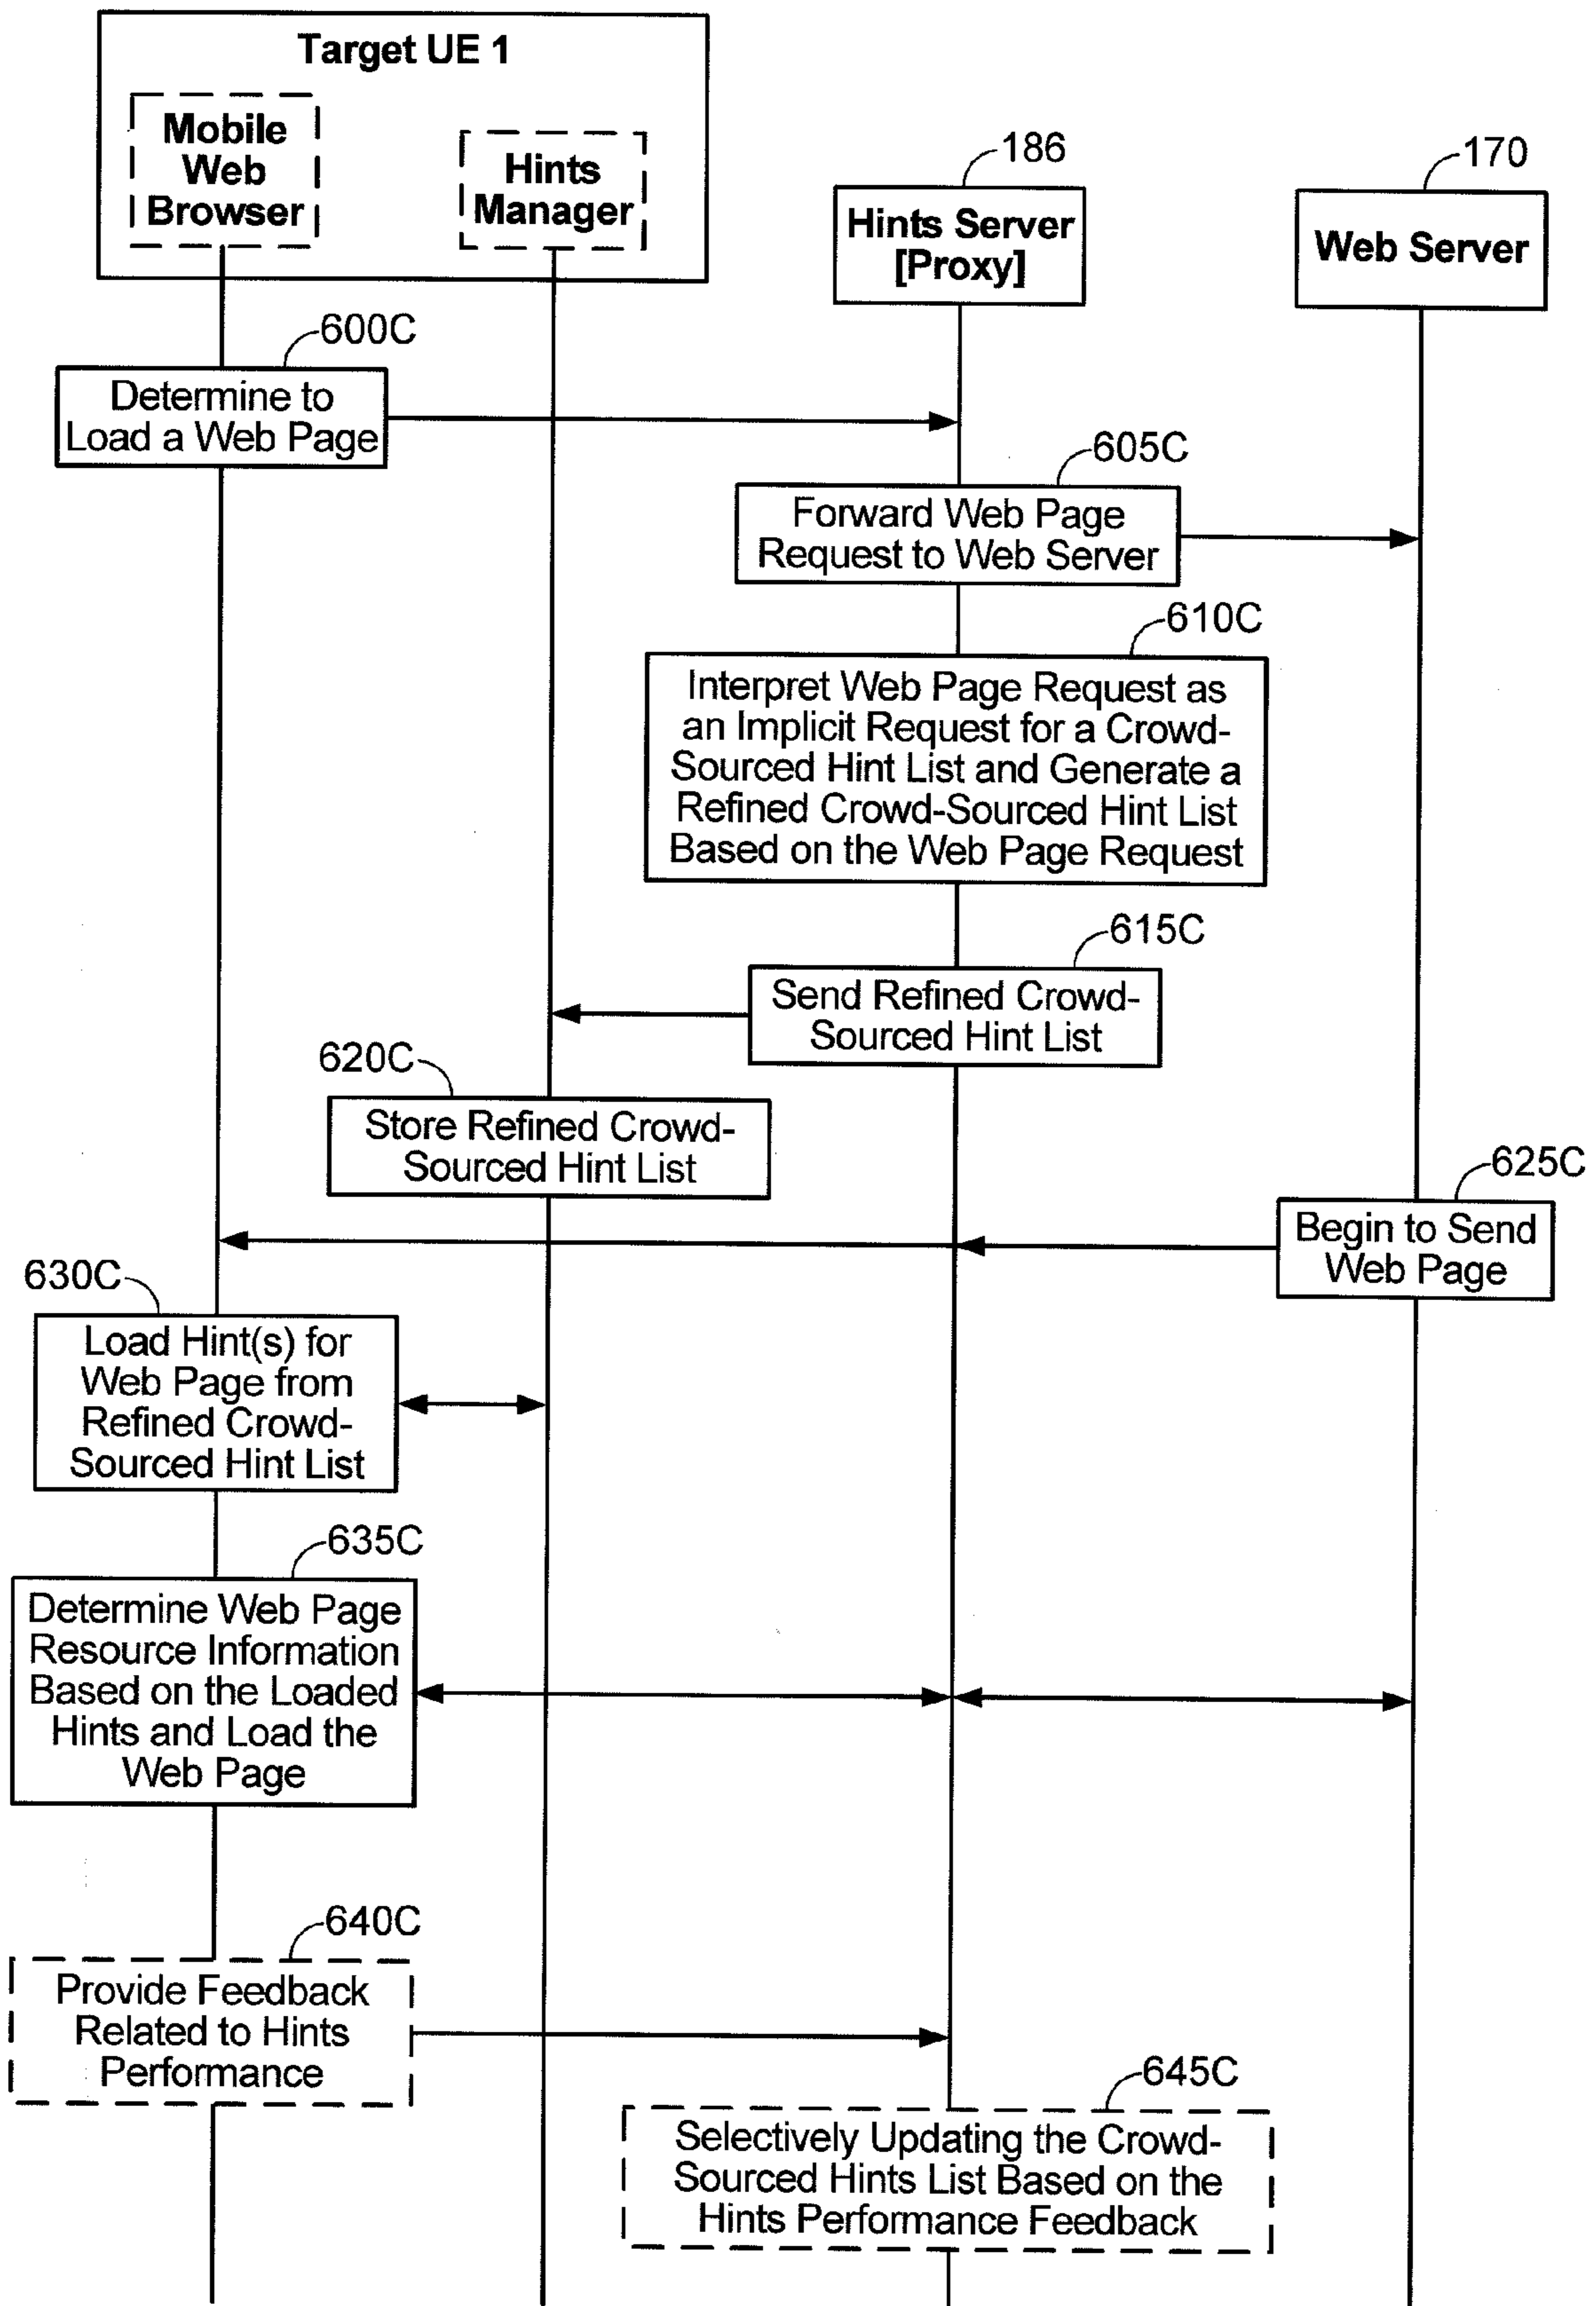 Target UE 1
Mobile
Web
Browser
Hints
Manager
186
Hints Server
[Proxy]
170
Web Server
600C
Determine to
Load a Web Page
605C
Forward Web Page
Request to Web Server
610C
Interpret Web Page Request as
an Implicit Request for a Crowd-
Sourced Hint List and Generate a
Refined Crowd-Sourced Hint List
Based on the Web Page Request
615C
Send Refined Crowd-
Sourced Hint List
620C
Store Refined Crowd-
Sourced Hint List
625C
Begin to Send
Web Page
630C
Load Hint(s) for
Web Page from
Refined Crowd-
Sourced Hint List
635C
Determine Web Page
Resource Information
Based on the Loaded
Hints and Load the
Web Page
640C
Provide Feedback
Related to Hints
Performance
645C
Selectively Updating the Crowd-
Sourced Hints List Based on the
Hints Performance Feedback